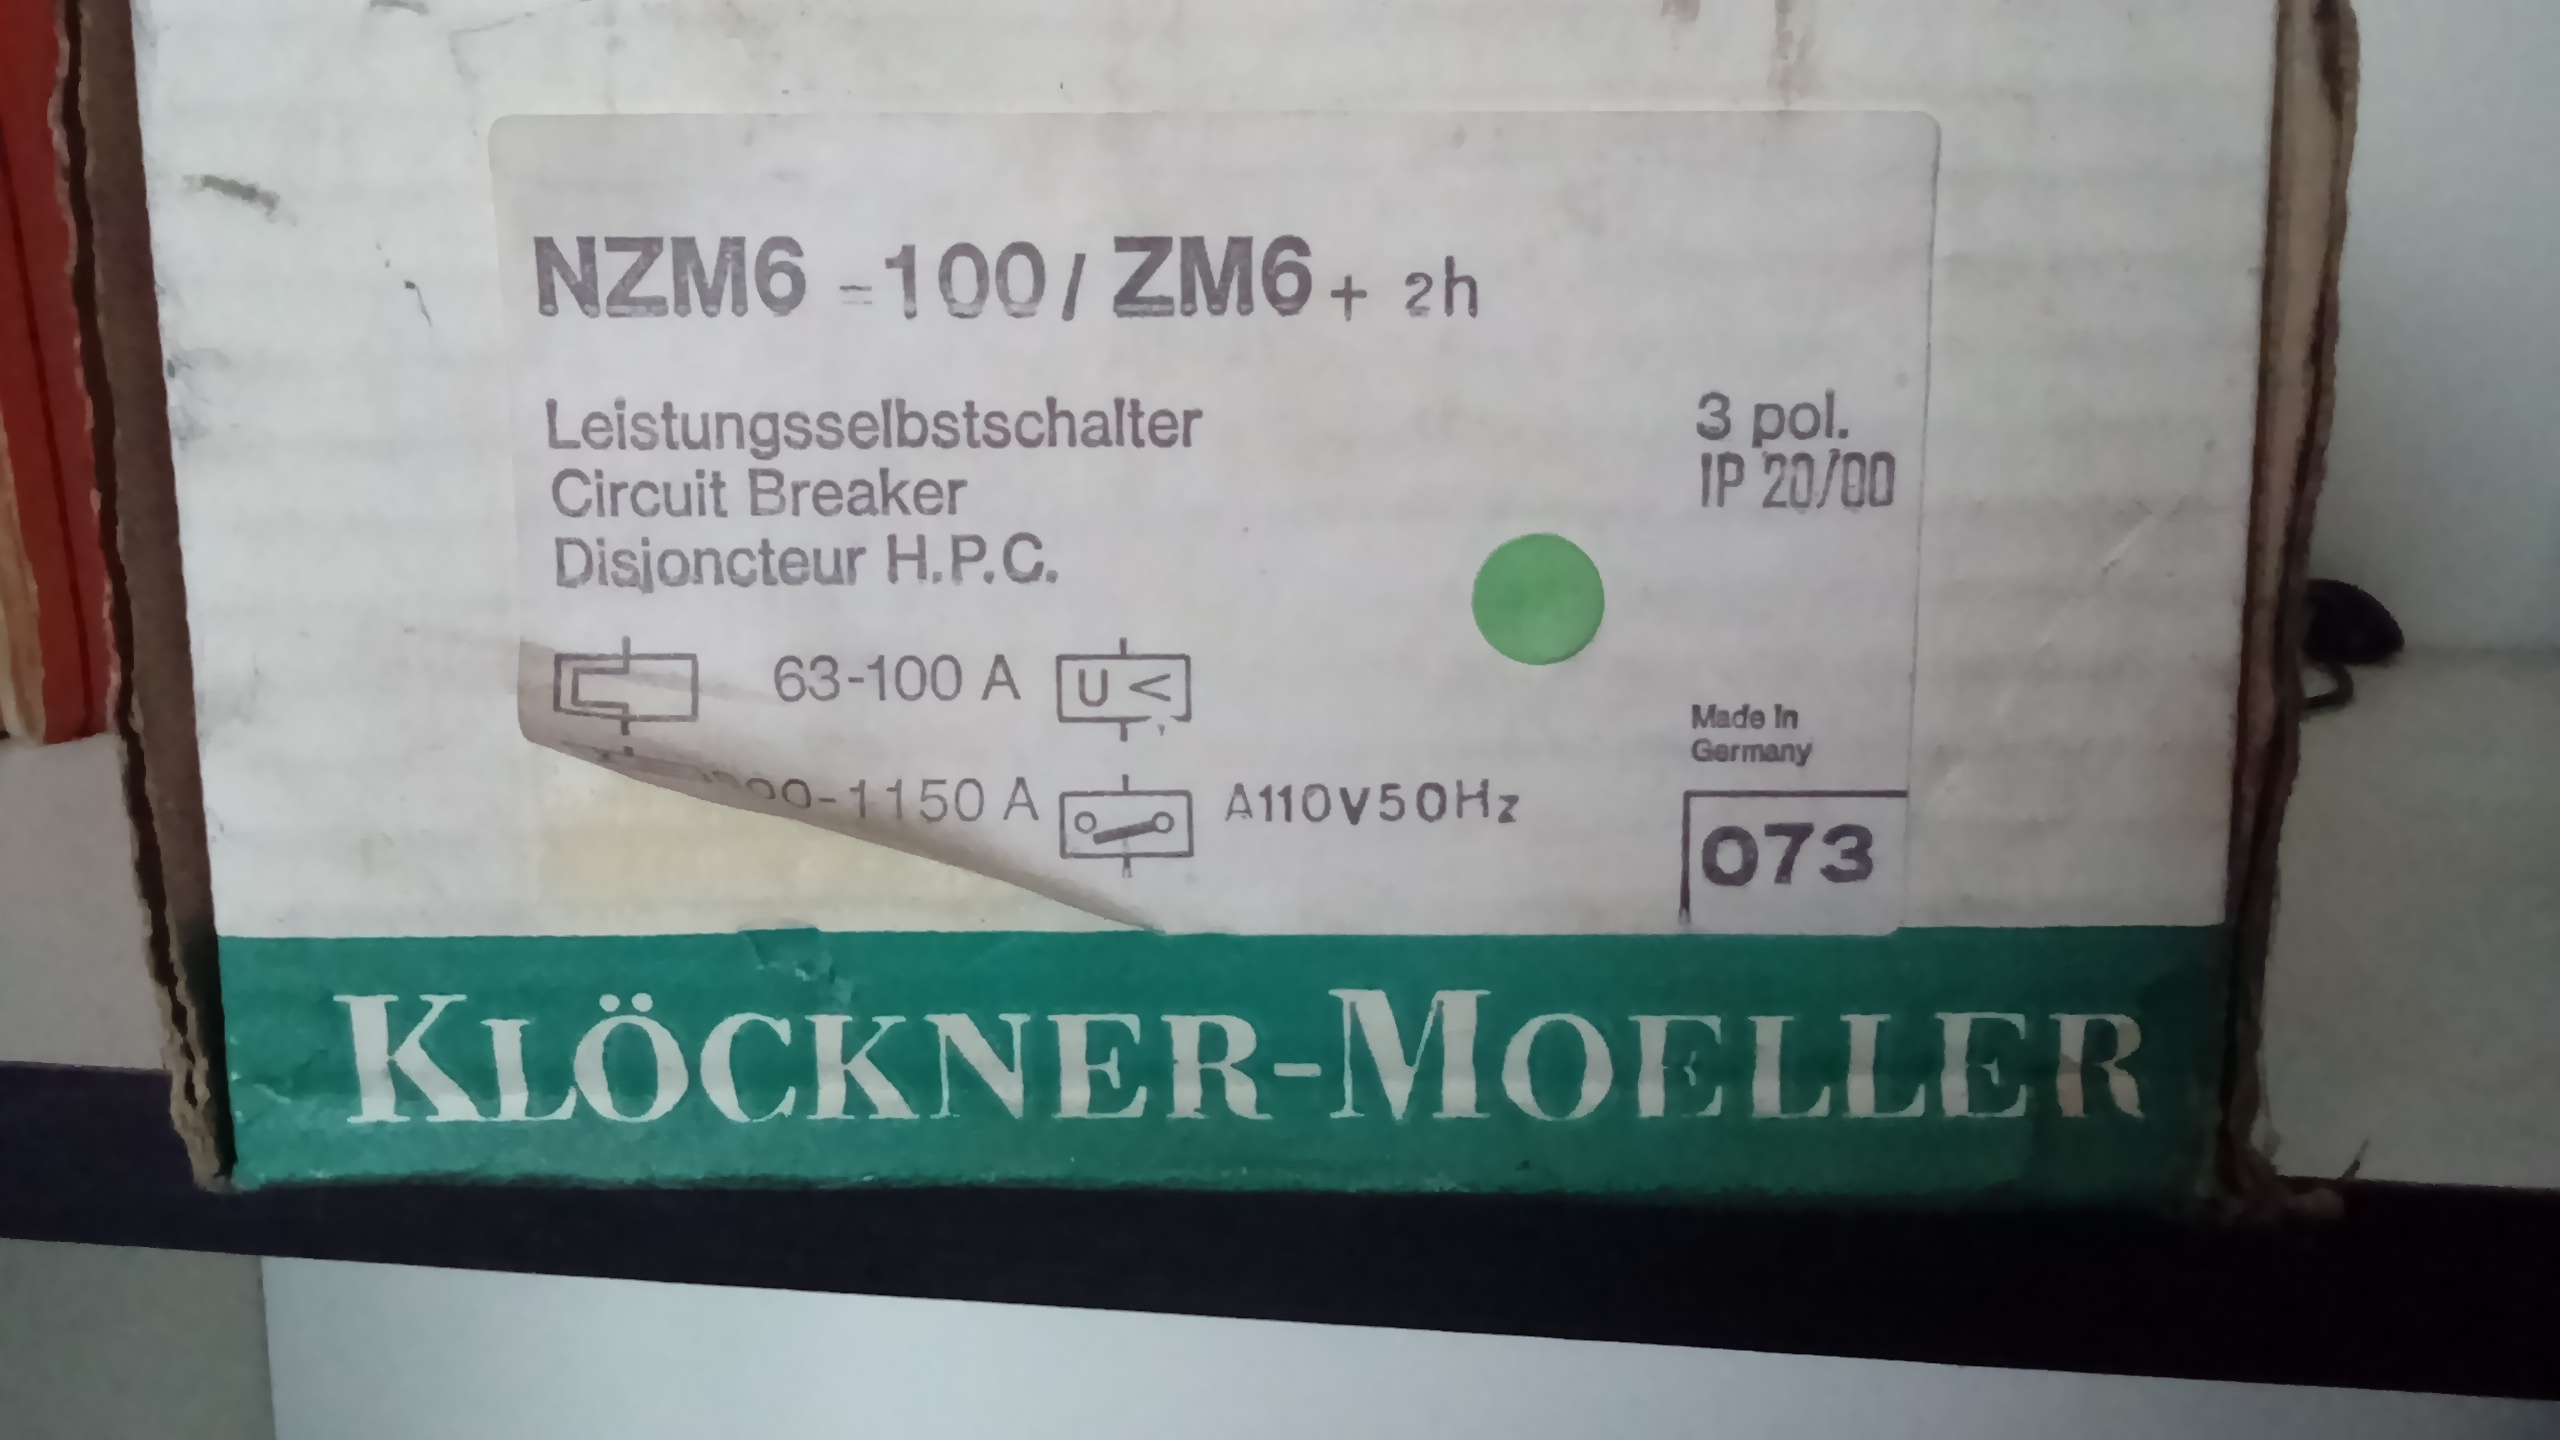 NZM6 -100/ ZM6 + 2h
Leistungsselbstschalter
Circuit Breaker
Disjoncteur H.P.C.
3 pol.
IP 20/00
63-100 A U <
-1150 A A110V50Hz
Made in
Germany
073
KLÖCKNER-MOELLER